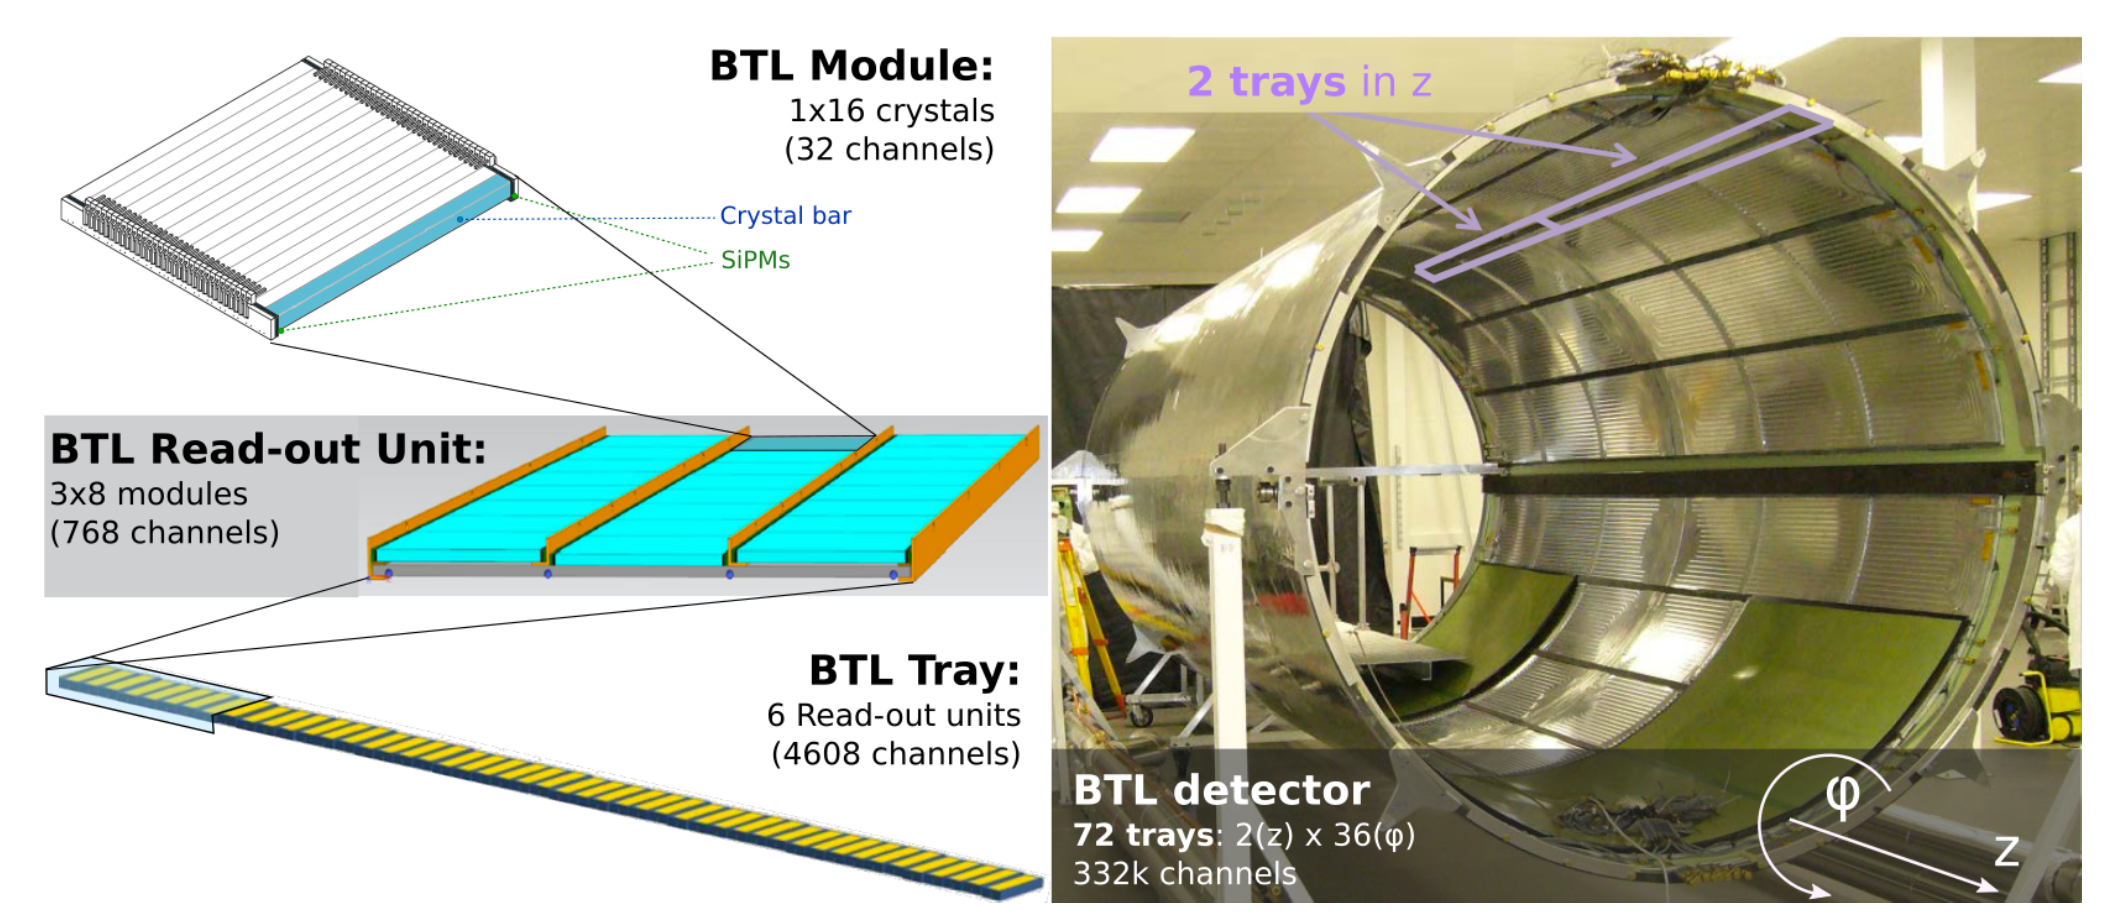 BTL Module:
1x16 crystals
(32 channels)
Crystal bar
SiPMs
BTL Read-out Unit:
3x8 modules
(768 channels)
BTL Tray:
6 Read-out units
(4608 channels)
2 trays in z
BTL detector
72 trays: 2(z) x 36(φ)
332k channels
φ
z